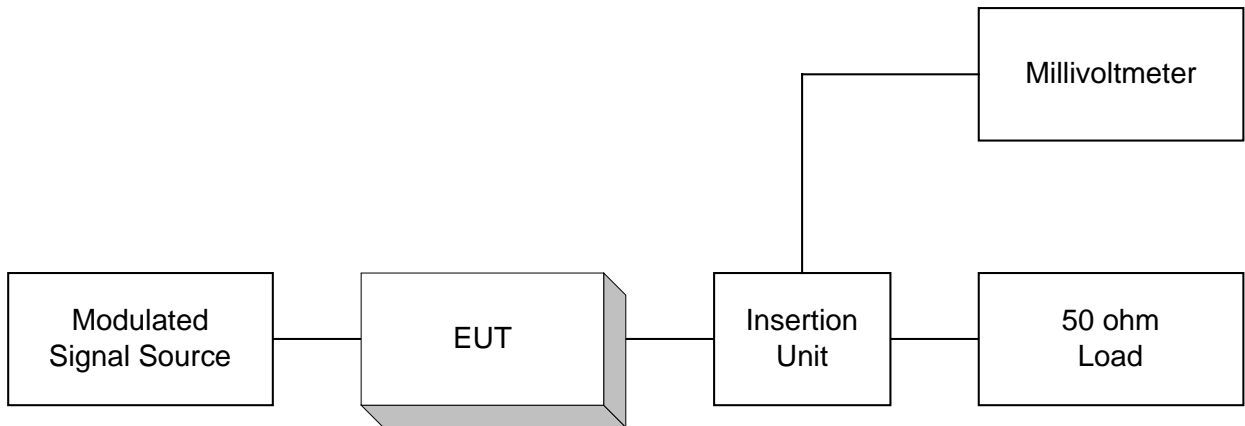 Millivoltmeter
Modulated
Signal Source
EUT
Insertion
Unit
50 ohm
Load